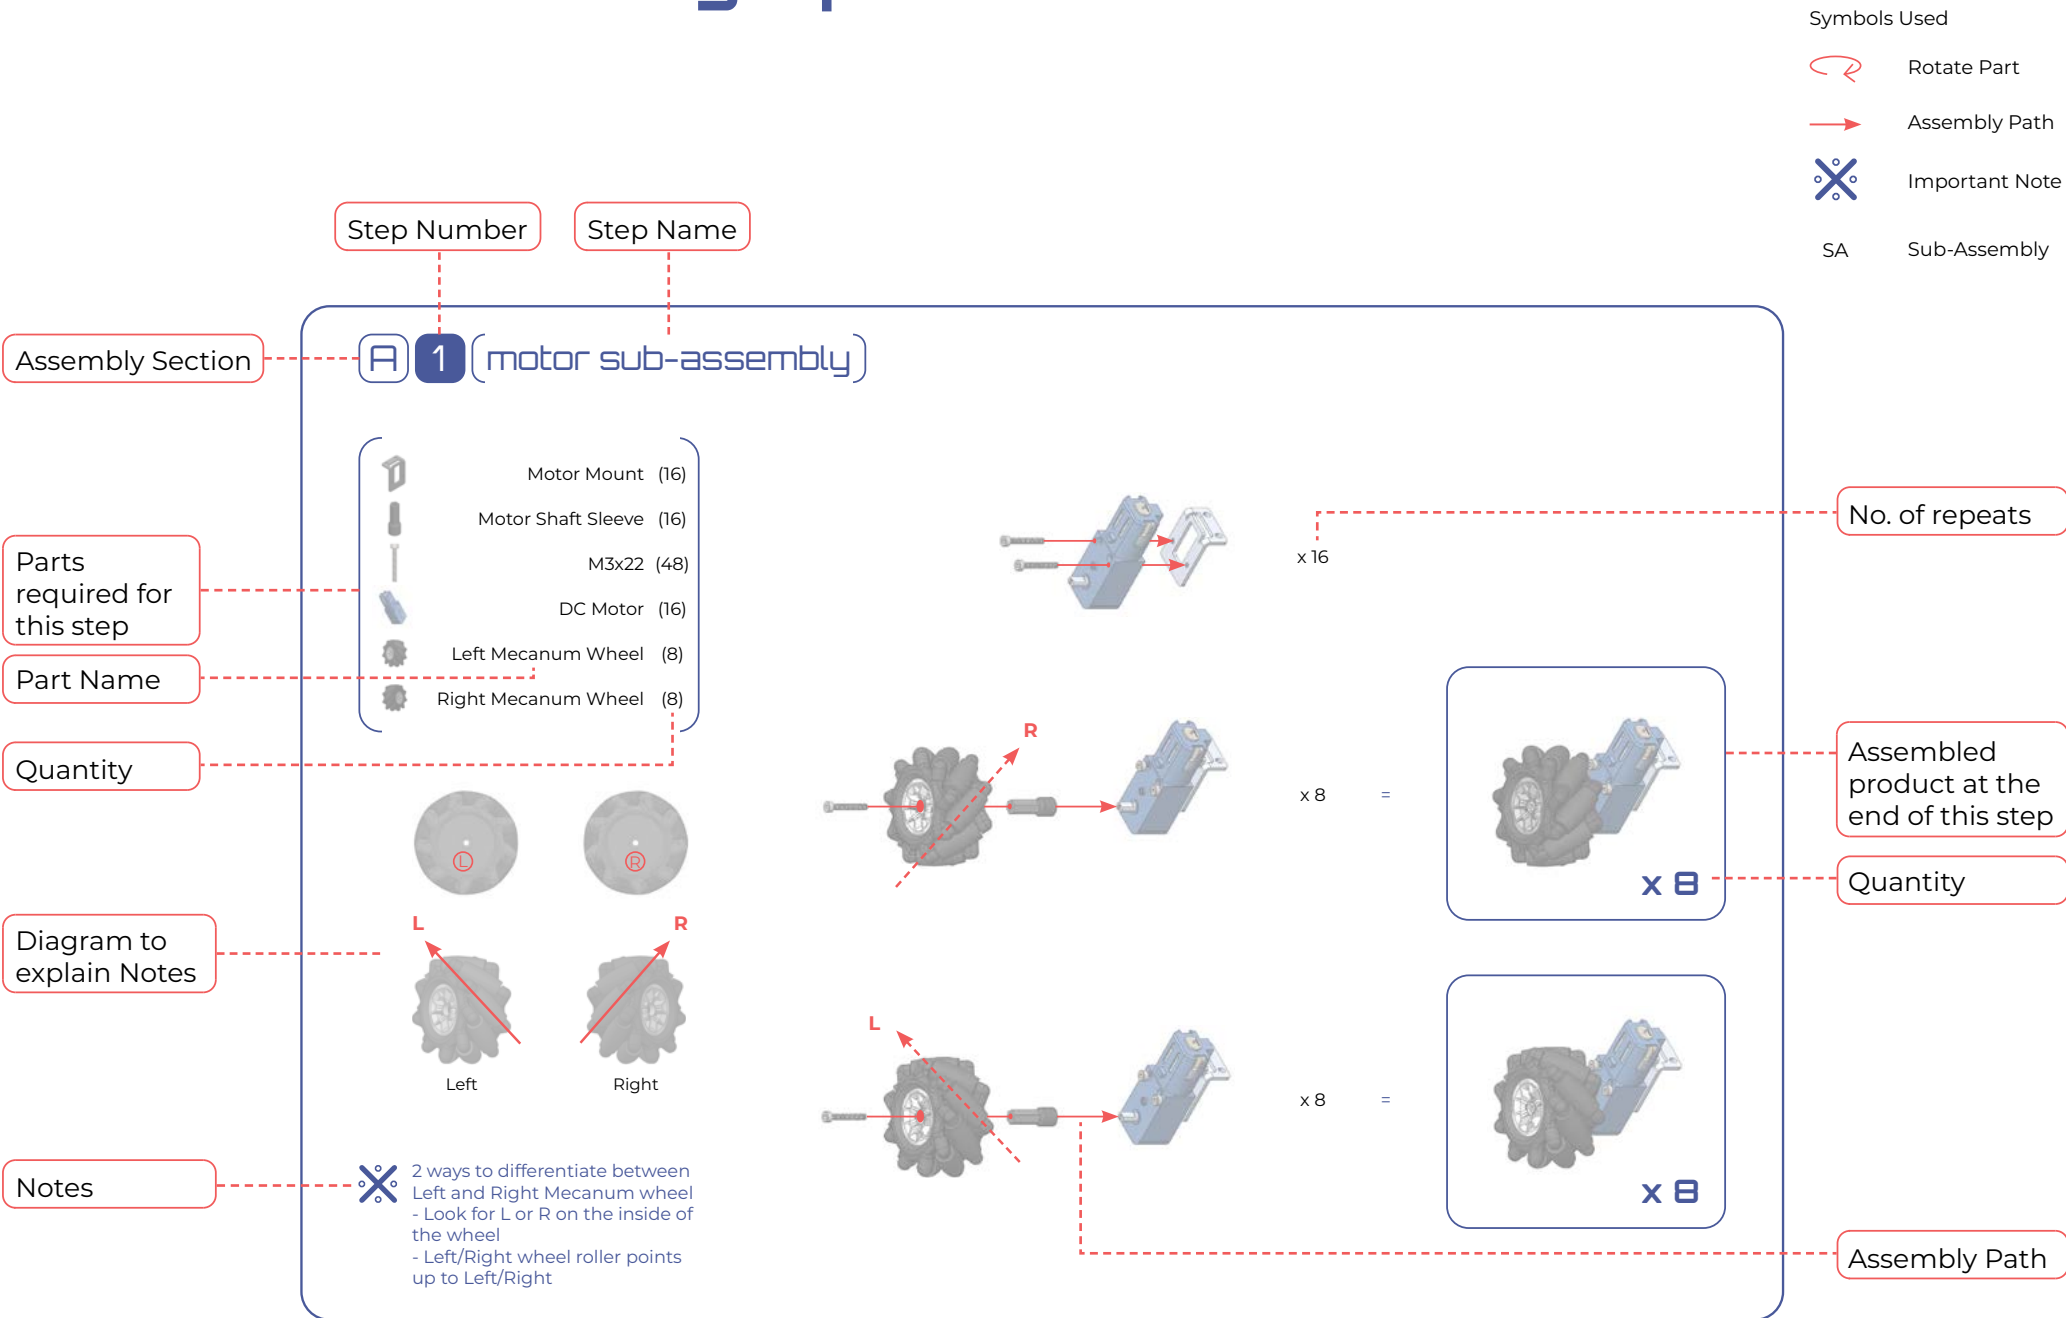 Symbols Used
Rotate Part
Assembly Path
Important Note
SA Sub-Assembly
Step Number
Step Name
Assembly Section
A 1 motor sub-assembly
Motor Mount (16)
Motor Shaft Sleeve (16)
M3x22 (48)
DC Motor (16)
Left Mecanum Wheel (8)
Right Mecanum Wheel (8)
Parts
required for
this step
Part Name
Quantity
L
R
L
R
Left
Right
Diagram to
explain Notes
Notes
2 ways to differentiate between
Left and Right Mecanum wheel
- Look for L or R on the inside of
the wheel
- Left/Right wheel roller points
up to Left/Right
x 16
No. of repeats
R
x 8 =
x 8
Assembled
product at the
end of this step
Quantity
L
x 8 =
x 8
Assembly Path